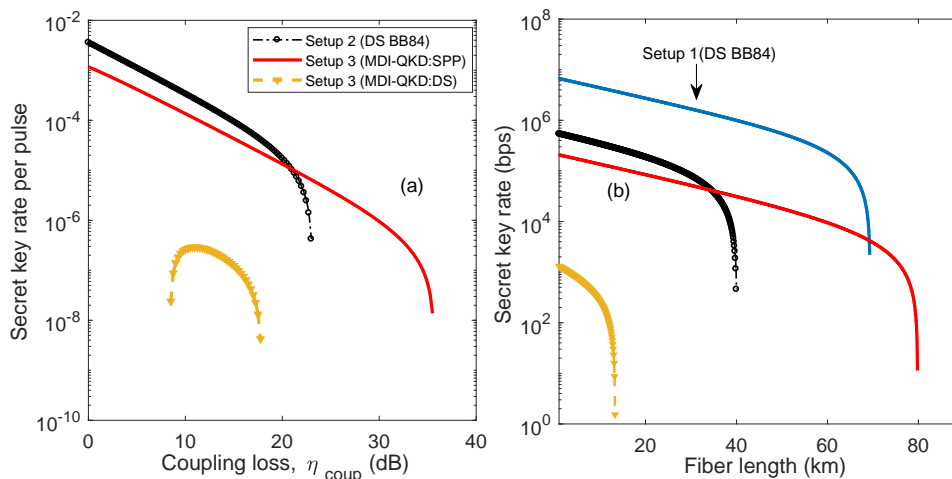 10^-2
10^-4
10^-6
10^-8
10^-10
0
10
20
30
40
Secret key rate per pulse
Coupling loss, η_coup (dB)
Setup 2 (DS BB84)
Setup 3 (MDI-QKD:SPP)
Setup 3 (MDI-QKD:DS)
(a)
10^8
10^6
10^4
10^2
10^0
20
40
60
80
Secret key rate (bps)
Fiber length (km)
Setup 1(DS BB84)
(b)